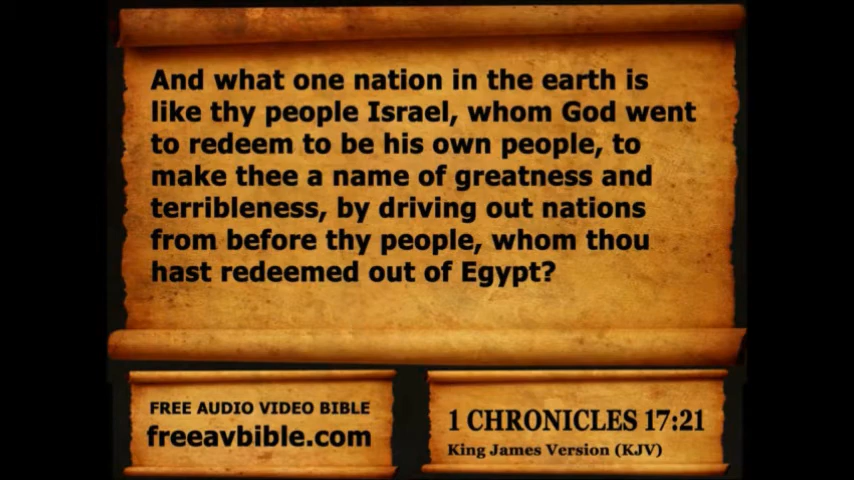 And what one nation in the earth is
like thy people Israel, whom God went
to redeem to be his own people, to
make thee a name of greatness and
terribleness, by driving out nations
from before thy people, whom thou
hast redeemed out of Egypt?
FREE AUDIO VIDEO BIBLE
freeavbible.com
1 CHRONICLES 17:21
King James Version (KJV)